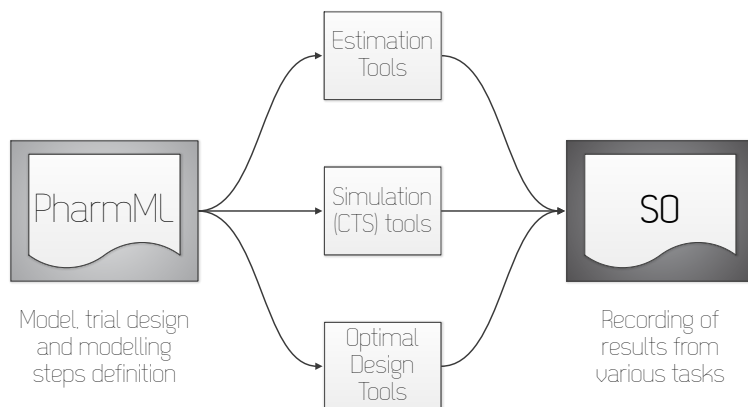 Estimation
Tools
PharmML
Simulation
(CTS) tools
SO
Model, trial design
and modelling
steps definition
Optimal
Design
Tools
Recording of
results from
various tasks